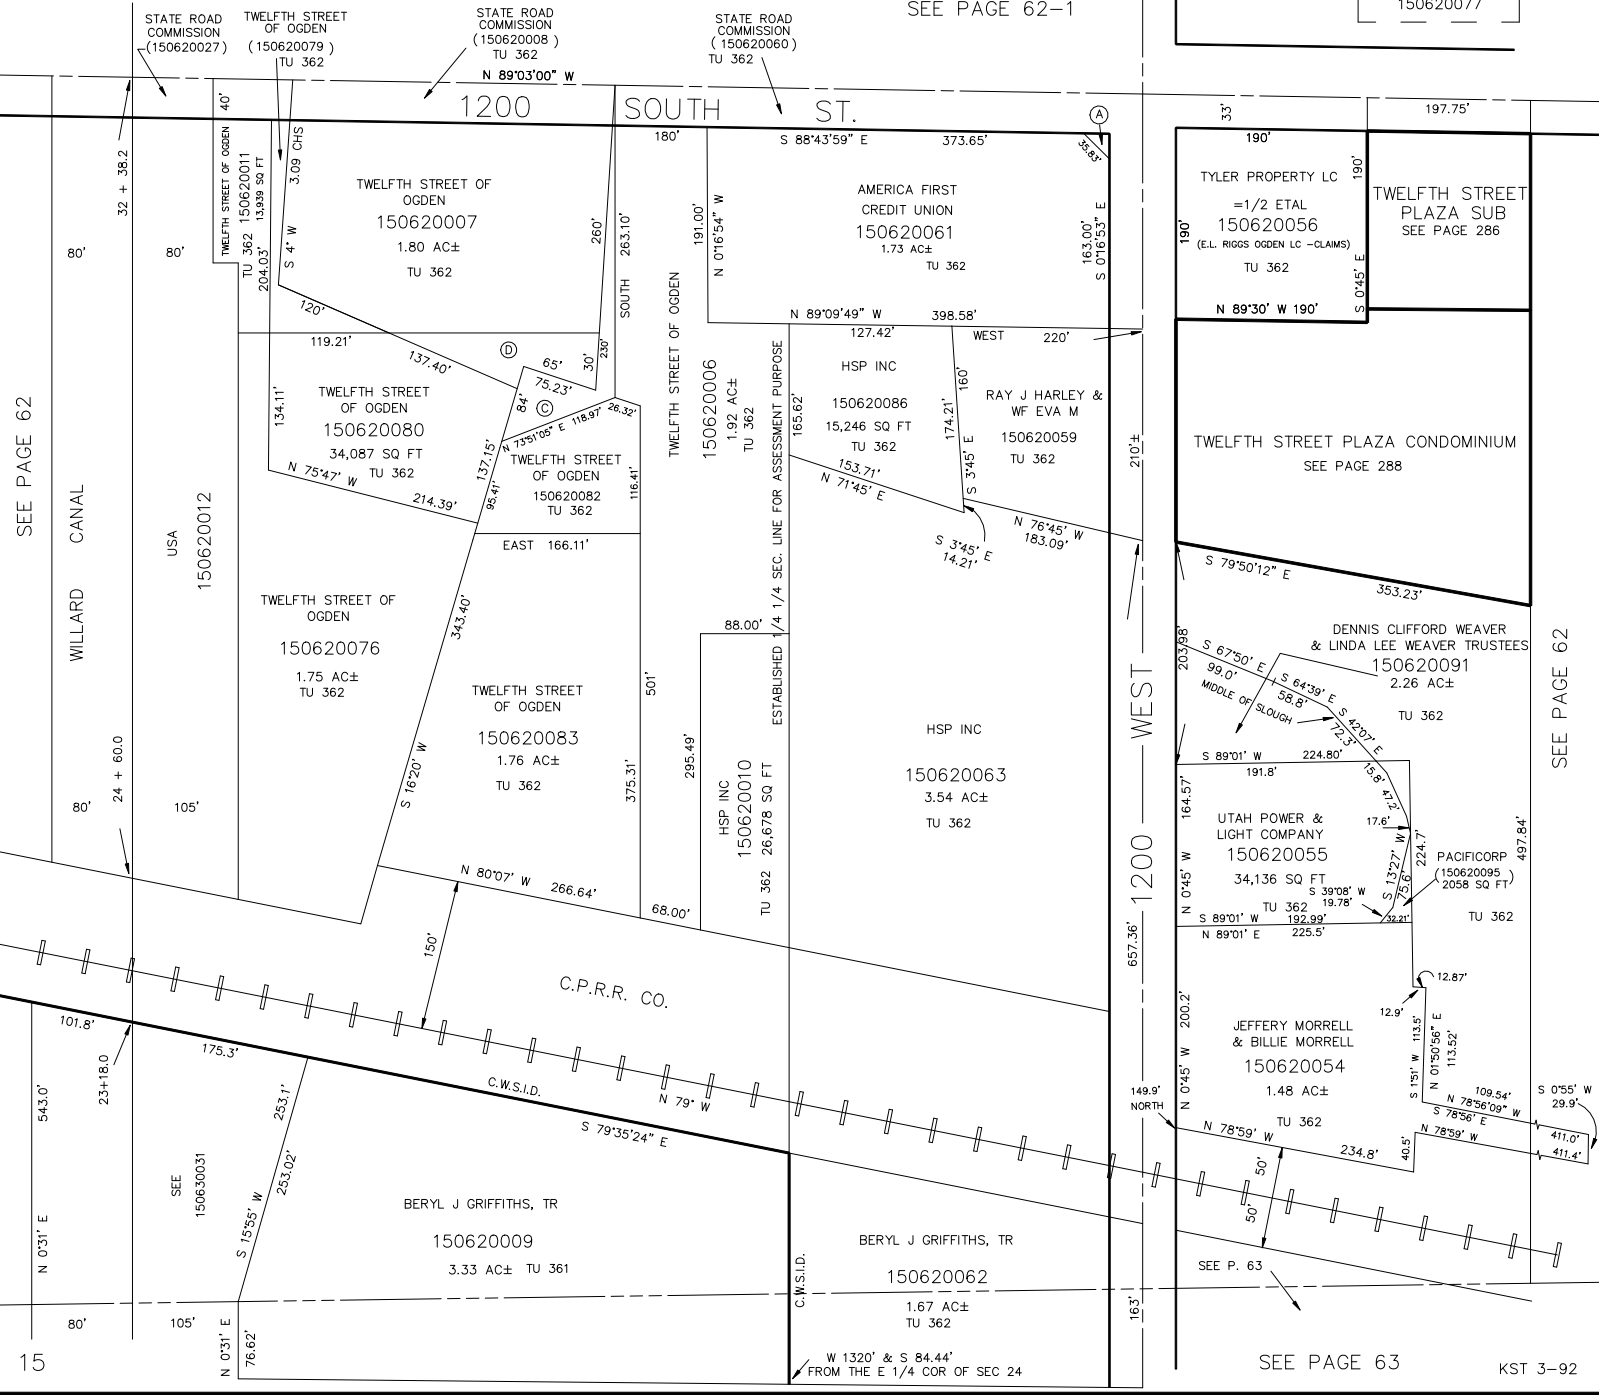 SEE PAGE 62-1
150620077
STATE ROAD
COMMISSION
(150620027)
TWELFTH STREET
OF OGDEN
(150620079 )
TU 362
STATE ROAD
COMMISSION
(150620008 )
TU 362
STATE ROAD
COMMISSION
( 150620060)
TU 362
N 89°03'00" W
1200 SOUTH ST.
A
33'
197.75'
32 + 38.2
80'
80'
40'
TWELFTH STREET OF OGDEN
TU 362 150620011
13,939 SQ FT
204.03'
3.09 CHS
S 4° W
TWELFTH STREET OF
OGDEN
150620007
1.80 AC±
TU 362
260'
SOUTH 263.10'
120'
180'
191.00'
N 0°16'54" W
S 88°43'59" E 373.65'
35.83'
AMERICA FIRST
CREDIT UNION
150620061
1.73 AC±
TU 362
163.00'
S 0°16'53" E
190'
TYLER PROPERTY LC
=1/2 ETAL
150620056
(E.L. RIGGS OGDEN LC -CLAIMS)
TU 362
190'
190'
S 0°45' E
N 89°30' W 190'
TWELFTH STREET
PLAZA SUB
SEE PAGE 286
N 89°09'49" W 398.58'
127.42'
WEST 220'
119.21'
137.40'
D
65'
75.23'
30'
230'
84'
C
26.32'
N 73°51'05" E 118.97'
134.11'
TWELFTH STREET
OF OGDEN
150620080
34,087 SQ FT
TU 362
N 75°47' W
214.39'
137.15'
95.41'
TWELFTH STREET
OF OGDEN
150620082
TU 362
116.41'
EAST 166.11'
TWELFTH STREET OF OGDEN
150620006
1.92 AC±
TU 362
ESTABLISHED 1/4 1/4 SEC. LINE FOR ASSESSMENT PURPOSE
165.62'
HSP INC
150620086
15,246 SQ FT
TU 362
160'
174.21'
S 3°45' E
153.71'
N 71°45' E
RAY J HARLEY &
WF EVA M
150620059
TU 362
210'±
N 76°45' W
183.09'
S 3°45' E
14.21'
TWELFTH STREET PLAZA CONDOMINIUM
SEE PAGE 288
S 79°50'12" E
353.23'
SEE PAGE 62
WILLARD CANAL
USA
150620012
TWELFTH STREET OF
OGDEN
150620076
1.75 AC±
TU 362
343.40'
S 16°20' W
TWELFTH STREET
OF OGDEN
150620083
1.76 AC±
TU 362
501'
375.31'
88.00'
295.49'
HSP INC
150620010
TU 362 26,678 SQ FT
HSP INC
150620063
3.54 AC±
TU 362
1200 WEST
657.36'
24 + 60.0
80'
105'
N 80°07' W 266.64'
68.00'
150'
C.P.R.R. CO.
203.98'
S 67°50' E
99.0'
S 64°39' E
58.8'
MIDDLE OF SLOUGH
S 42°07' E
72.3'
15.8'
47.2'
17.6'
DENNIS CLIFFORD WEAVER
& LINDA LEE WEAVER TRUSTEES
150620091
2.26 AC±
TU 362
SEE PAGE 62
S 89°01' W 224.80'
191.8'
164.57'
N 0°45' W
UTAH POWER &
LIGHT COMPANY
150620055
34,136 SQ FT
TU 362
S 39°08' W
19.78'
S 13°27' W
75.6'
224.7'
PACIFICORP
(150620095 )
2058 SQ FT
TU 362
497.84'
S 89°01' W 192.99'
32.21'
N 89°01' E 225.5'
12.87'
12.9'
200.2'
N 0°45' W
JEFFERY MORRELL
& BILLIE MORRELL
150620054
1.48 AC±
TU 362
S 1°51' W 113.5'
N 01°50'56" E
113.52'
109.54'
N 78°56'09" W
S 78°56' E
N 78°59' W
S 0°55' W
29.9'
411.0'
411.4'
40.5'
149.9'
NORTH
N 78°59' W
234.8'
50'
50'
101.8'
175.3'
23+18.0
C.W.S.I.D.
N 79° W
S 79°35'24" E
543.0'
N 0°31' E
SEE
150630031
253.1'
253.02'
S 15°55' W
BERYL J GRIFFITHS, TR
150620009
3.33 AC± TU 361
C.W.S.I.D.
BERYL J GRIFFITHS, TR
150620062
1.67 AC±
TU 362
163'
SEE P. 63
80'
105'
N 0°31' E
76.62'
W 1320' & S 84.44'
FROM THE E 1/4 COR OF SEC 24
15
SEE PAGE 63
KST 3-92